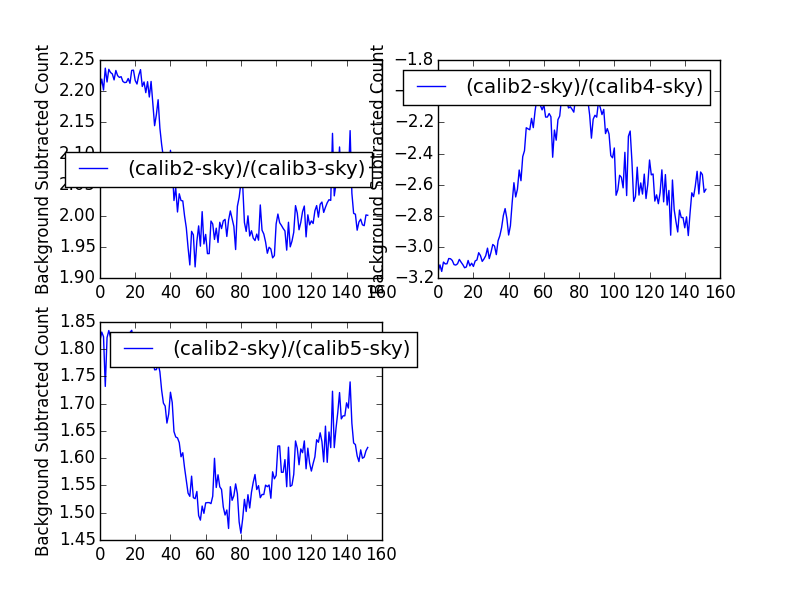 2.25
2.20
2.15
2.10
2.05
2.00
1.95
1.90
0 20 40 60 80 100 120 140 160
Background Subtracted Count
(calib2-sky)/(calib3-sky)
−1.8
−2.2
−2.4
−2.6
−2.8
−3.0
−3.2
0 20 40 60 80 100 120 140 160
Background Subtracted Count
(calib2-sky)/(calib4-sky)
1.85
1.80
1.75
1.70
1.65
1.60
1.55
1.50
1.45
0 20 40 60 80 100 120 140 160
Background Subtracted Count
(calib2-sky)/(calib5-sky)